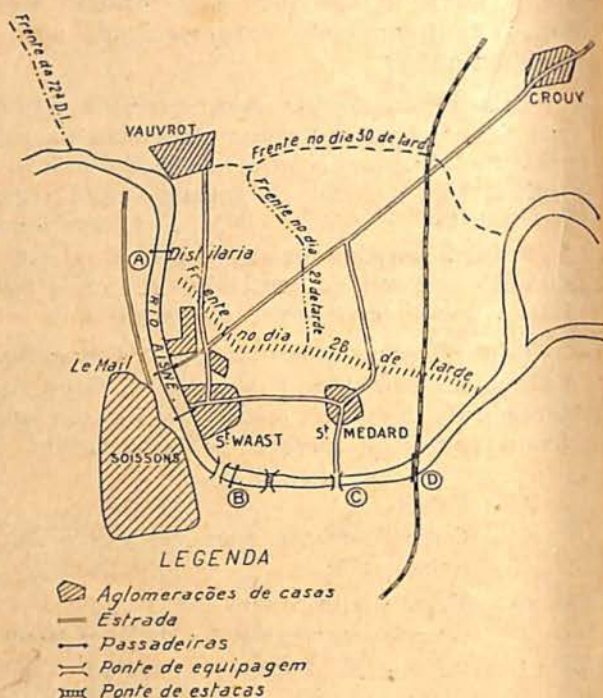 Frente da 72ª D.I.
VAUVROT
CROUY
Frente no dia 30 de tard
Frente no dia 29 de tarde
A
Distilaria
Frente no dia 28 de tarde
RIO AISNE
Le Mail
St WAAST
St MEDARD
SOISSONS
B
C
D
LEGENDA
Aglomerações de casas
Estrada
Passadeiras
Ponte de equipagem
Ponte de estacas